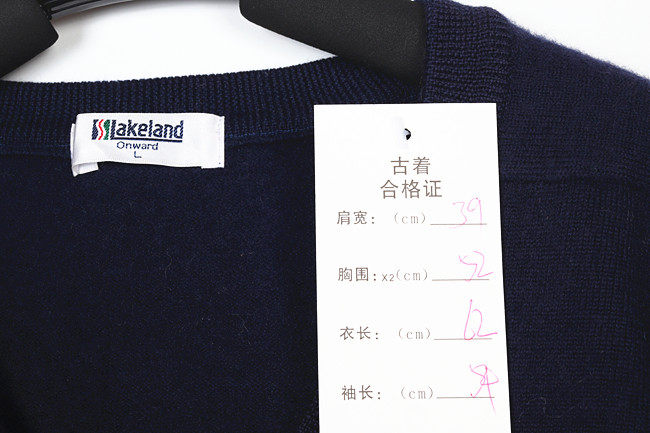 Lakeland
Onward
L
古着
合格证
肩宽：（cm）39
胸围：X2（cm）52
衣长：（cm）62
袖长：（cm）